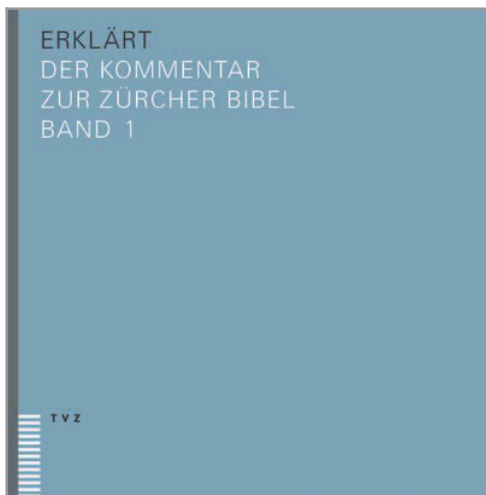 ERKLÄRT
DER KOMMENTAR
ZUR ZÜRCHER BIBEL
BAND 1
TVZ